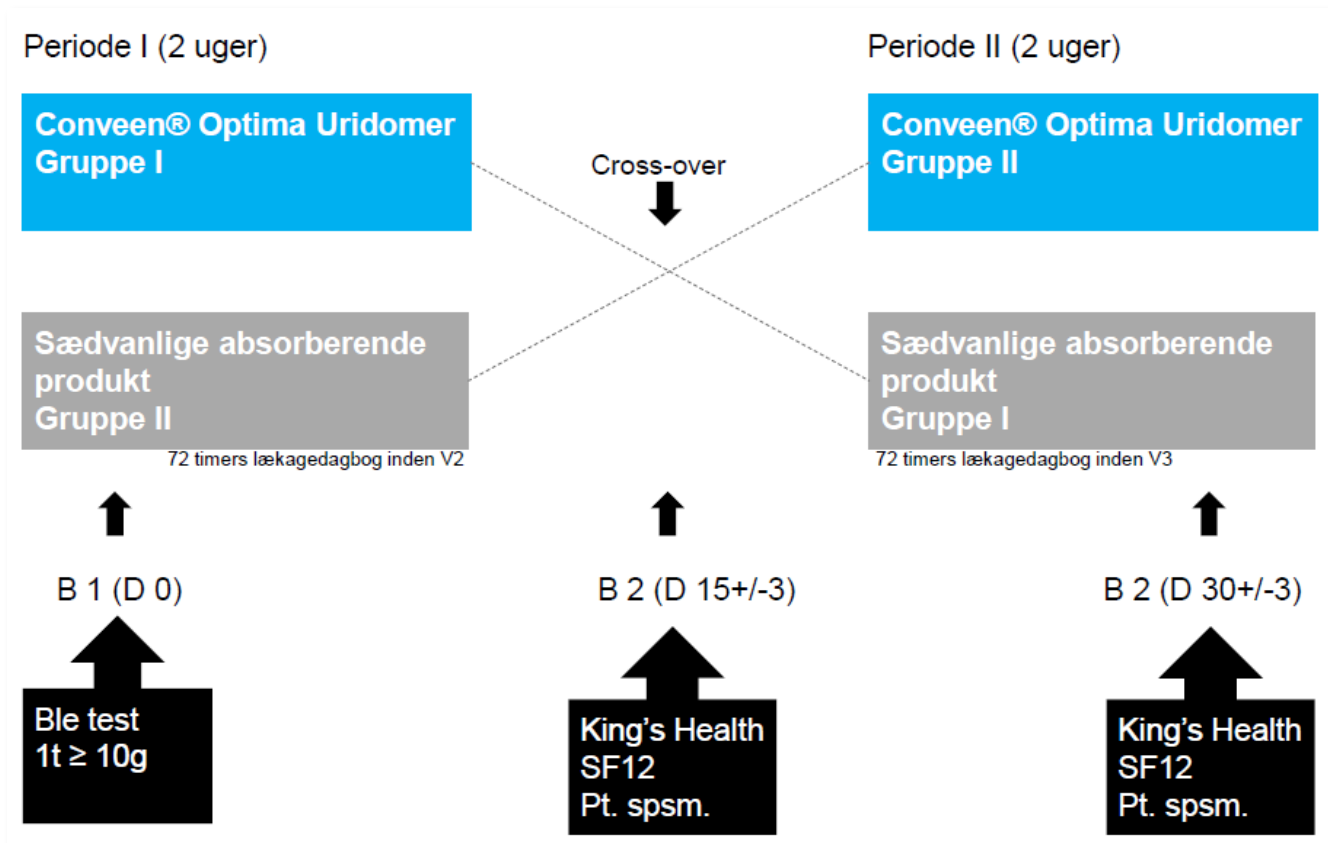 Periode I (2 uger)
Periode II (2 uger)
Conveen® Optima Uridomer
Gruppe I
Cross-over
Conveen® Optima Uridomer
Gruppe II
Sædvanlige absorberende
produkt
Gruppe II
Sædvanlige absorberende
produkt
Gruppe I
72 timers lækagedagbog inden V2
72 timers lækagedagbog inden V3
B 1 (D 0)
B 2 (D 15+/-3)
B 2 (D 30+/-3)
Ble test
1t ≥ 10g
King's Health
SF12
Pt. spsm.
King's Health
SF12
Pt. spsm.